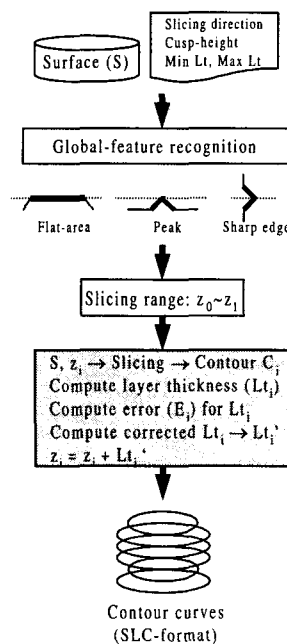 Surface (S)
Slicing direction
Cusp-height
Min Lt, Max Lt
Global-feature recognition
Flat-area
Peak
Sharp edge
Slicing range: z₀~z₁
S, zᵢ → Slicing → Contour Cᵢ
Compute layer thickness (Ltᵢ)
Compute error (Eᵢ) for Ltᵢ
Compute corrected Ltᵢ → Ltᵢ'
zᵢ = zᵢ + Ltᵢ'
Contour curves
(SLC-format)